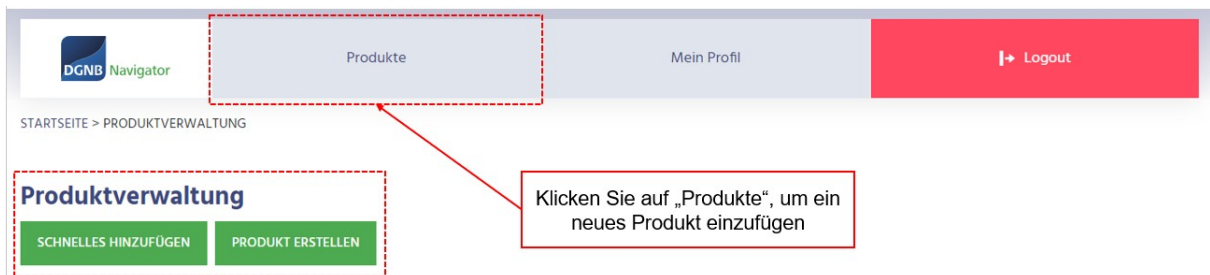 DGNB Navigator
Produkte
Mein Profil
Logout
STARTSEITE > PRODUKTVERWALTUNG
Produktverwaltung
Klicken Sie auf „Produkte“, um ein
neues Produkt einzufügen
SCHNELLES HINZUFÜGEN
PRODUKT ERSTELLEN